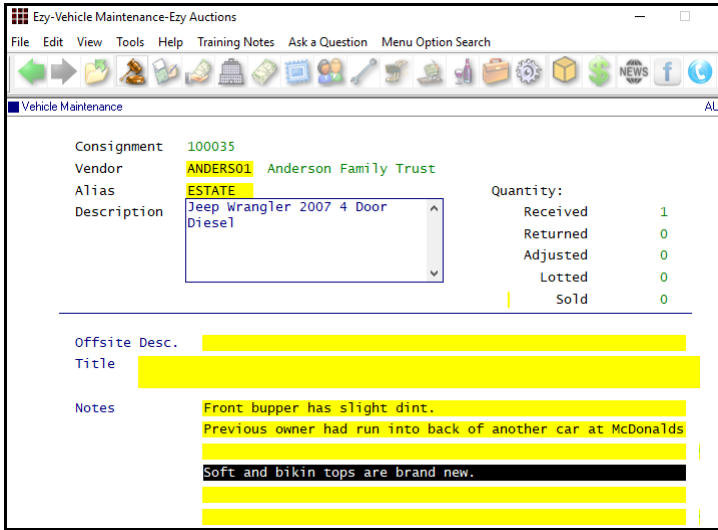 Ezy-Vehicle Maintenance-Ezy Auctions
File Edit View Tools Help Training Notes Ask a Question Menu Option Search
NEWS f
Vehicle Maintenance AU
Consignment 100035
Vendor ANDERS01 Anderson Family Trust
Alias ESTATE Quantity:
Description Jeep Wrangler 2007 4 Door Received 1
Diesel Returned 0
Adjusted 0
Lotted 0
Sold 0
Offsite Desc.
Title
Notes Front bupper has slight dint.
Previous owner had run into back of another car at McDonalds
Soft and bikin tops are brand new.